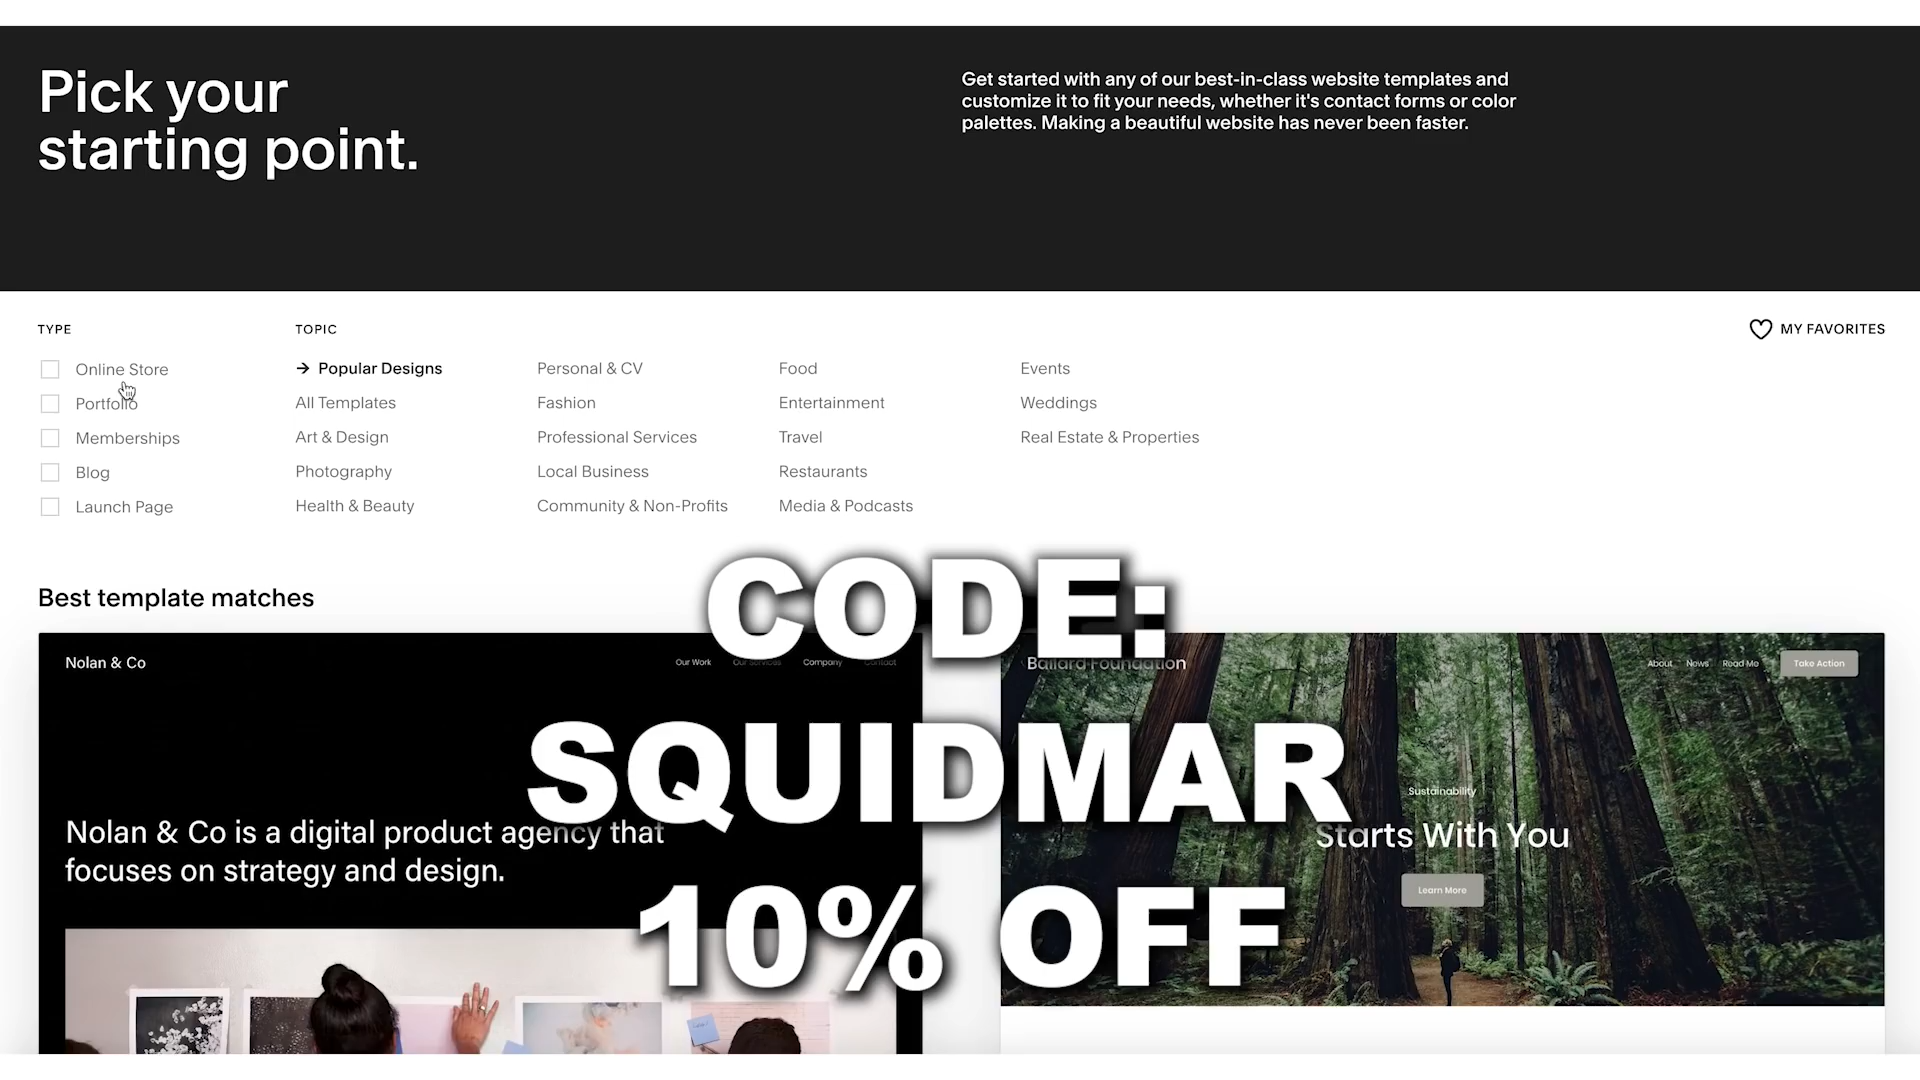 Pick your
starting point.
Get started with any of our best-in-class website templates and
customize it to fit your needs, whether it's contact forms or color
palettes. Making a beautiful website has never been faster.
TYPE
Online Store
Portfolio
Memberships
Blog
Launch Page
TOPIC
→ Popular Designs
All Templates
Art & Design
Photography
Health & Beauty
Personal & CV
Fashion
Professional Services
Local Business
Community & Non-Profits
Food
Entertainment
Travel
Restaurants
Media & Podcasts
Events
Weddings
Real Estate & Properties
MY FAVORITES
Best template matches
CODE:
SQUIDMAR
10% OFF
Nolan & Co
Our Work Our Services Company Contact
Nolan & Co is a digital product agency that
focuses on strategy and design.
Ballard Foundation
About News Read Me Take Action
Sustainability
Starts With You
Learn More